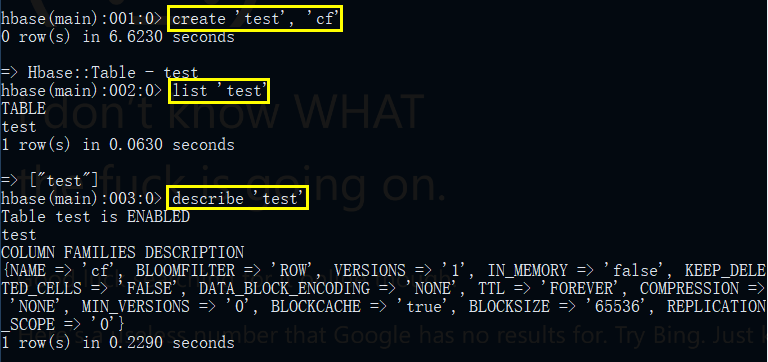 hbase(main):001:0> create 'test', 'cf'
0 row(s) in 6.6230 seconds
=> Hbase::Table - test
hbase(main):002:0> list 'test'
don't know WHAT
TABLE
test
1 row(s) in 0.0630 seconds
the fuck is going on.
=> ["test"]
hbase(main):003:0> describe 'test'
Table test is ENABLED
test
COLUMN FAMILIES DESCRIPTION
{NAME => 'cf', BLOOMFILTER => 'ROW', VERSIONS => '1', IN_MEMORY => 'false', KEEP_DELE
TED_CELLS => 'FALSE', DATA_BLOCK_ENCODING => 'NONE', TTL => 'FOREVER', COMPRESSION =>
'NONE', MIN_VERSIONS => '0', BLOCKCACHE => 'true', BLOCKSIZE => '65536', REPLICATION
_SCOPE => '0'}
number that Google has no results for. Try Bing. Just k
1 row(s) in 0.2290 seconds